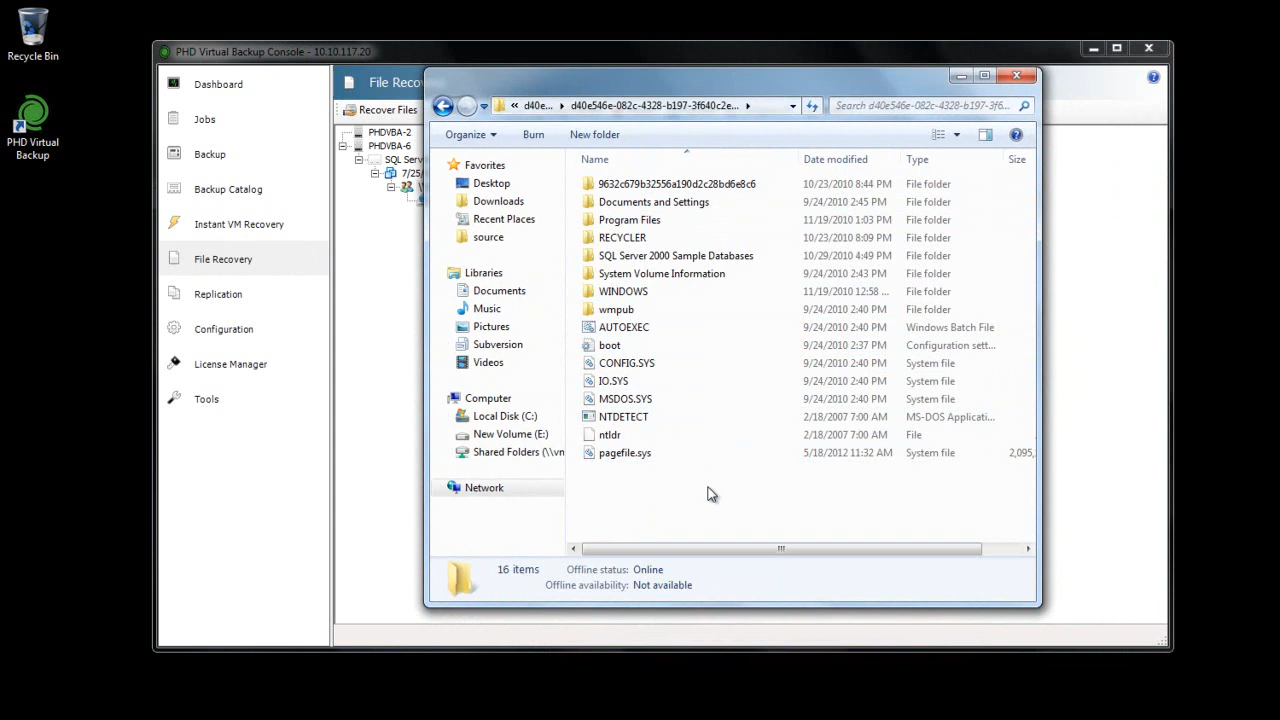 Recycle Bin
PHD Virtual
Backup
PHD Virtual Backup Console - 10.10.117.20
Dashboard
Jobs
Backup
Backup Catalog
Instant VM Recovery
File Recovery
Replication
Configuration
License Manager
Tools
File Reco
Recover Files
PHDVBA-2
PHDVBA-6
SQL Serv
7/25/
« d40e... d40e546e-082c-4328-b197-3f640c2e...
Search d40e546e-082c-4328-b197-3f6...
Organize Burn New folder
Favorites
Desktop
Downloads
Recent Places
source
Libraries
Documents
Music
Pictures
Subversion
Videos
Computer
Local Disk (C:)
New Volume (E:)
Shared Folders (\\vm
Network
Name Date modified Type Size
9632c679b32556a190d2c28bd6e8c6 10/23/2010 8:44 PM File folder
Documents and Settings 9/24/2010 2:45 PM File folder
Program Files 11/19/2010 1:03 PM File folder
RECYCLER 10/23/2010 8:09 PM File folder
SQL Server 2000 Sample Databases 10/29/2010 4:49 PM File folder
System Volume Information 9/24/2010 2:43 PM File folder
WINDOWS 11/19/2010 12:58 ... File folder
wmpub 9/24/2010 2:40 PM File folder
AUTOEXEC 9/24/2010 2:40 PM Windows Batch File
boot 9/24/2010 2:37 PM Configuration sett...
CONFIG.SYS 9/24/2010 2:40 PM System file
IO.SYS 9/24/2010 2:40 PM System file
MSDOS.SYS 9/24/2010 2:40 PM System file
NTDETECT 2/18/2007 7:00 AM MS-DOS Applicati...
ntldr 2/18/2007 7:00 AM File
pagefile.sys 5/18/2012 11:32 AM System file 2,095,
16 items Offline status: Online
Offline availability: Not available